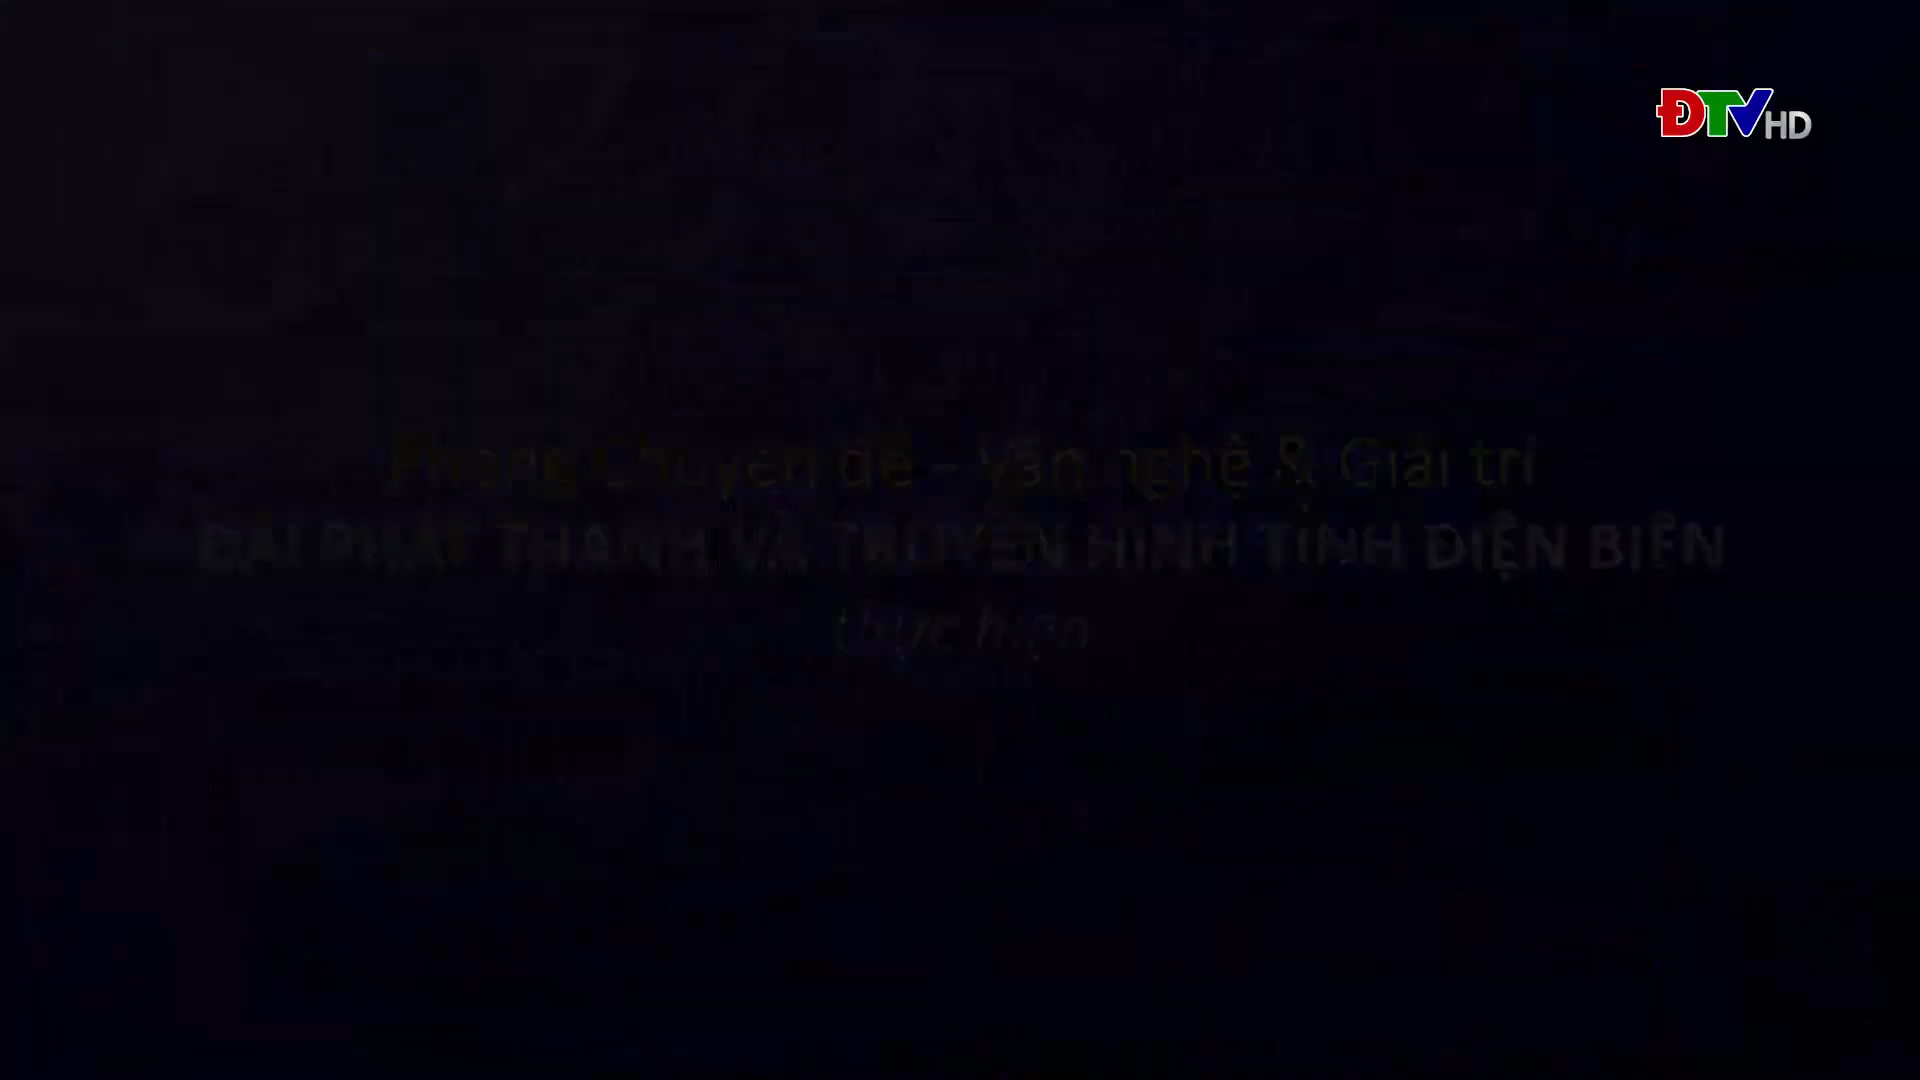 ĐTV HD
Phòng Chuyên đề – Văn nghệ & Giải trí
ĐÀI PHÁT THANH VÀ TRUYỀN HÌNH TỈNH ĐIỆN BIÊN
thực hiện